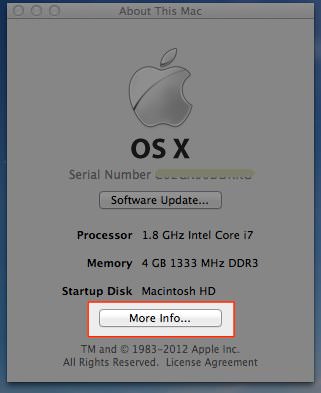 About This Mac
OS X
Serial Number
Software Update...
Processor 1.8 GHz Intel Core i7
Memory 4 GB 1333 MHz DDR3
Startup Disk Macintosh HD
More Info...
TM and © 1983-2012 Apple Inc.
All Rights Reserved. License Agreement